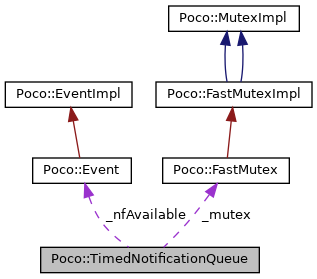 Poco::MutexImpl
Poco::EventImpl
Poco::FastMutexImpl
Poco::Event
Poco::FastMutex
_nfAvailable
_mutex
Poco::TimedNotificationQueue